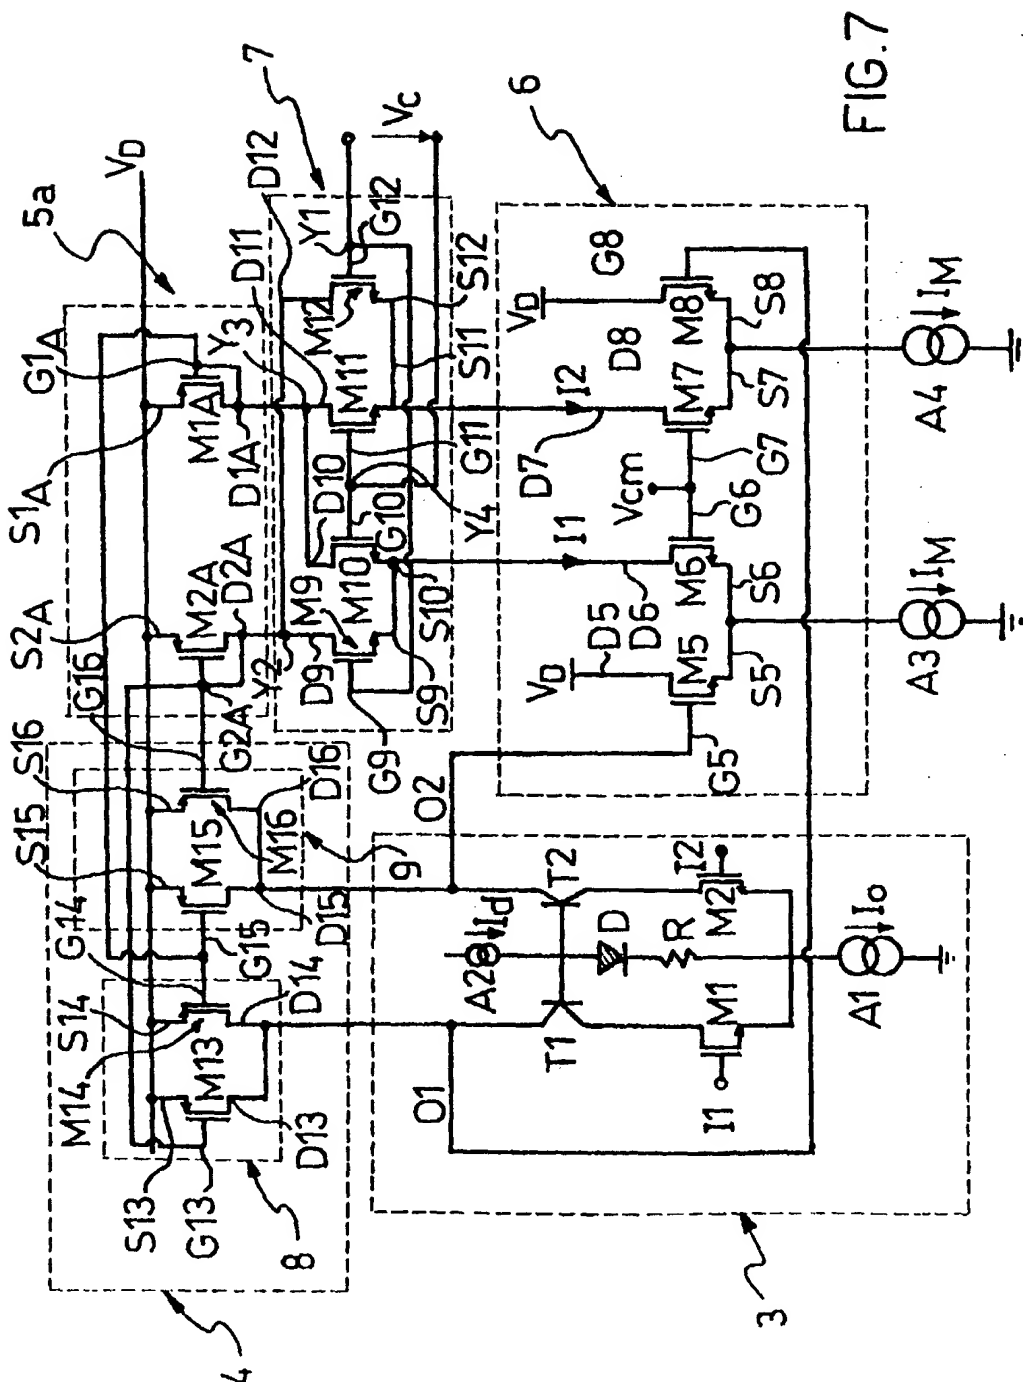 FIG.7
5a
7
6
4
3
8
9
VD
G1A
S1A
M1A
D1A
Y3
D11
D12
S2A
M2A
D2A
G2A
G16
Y2
S16
S15
M15
M16
D16
D15
G15
G14
D14
S14
M14
M13
D13
S13
G13
Y1
G12
VC
M12
M11
S12
S11
D10
G11
Y4
G10
M10
S10
M9
D9
S9
G9
I2
D7
I1
D6
Vcm
VD
D8
G8
M8
S8
M7
S7
G7
G6
M6
S6
VD
D5
M5
S5
G5
A4
IM
A3
IM
O2
O1
T2
T1
A2
Id
D
R
I2
M2
M1
I1
A1
Io